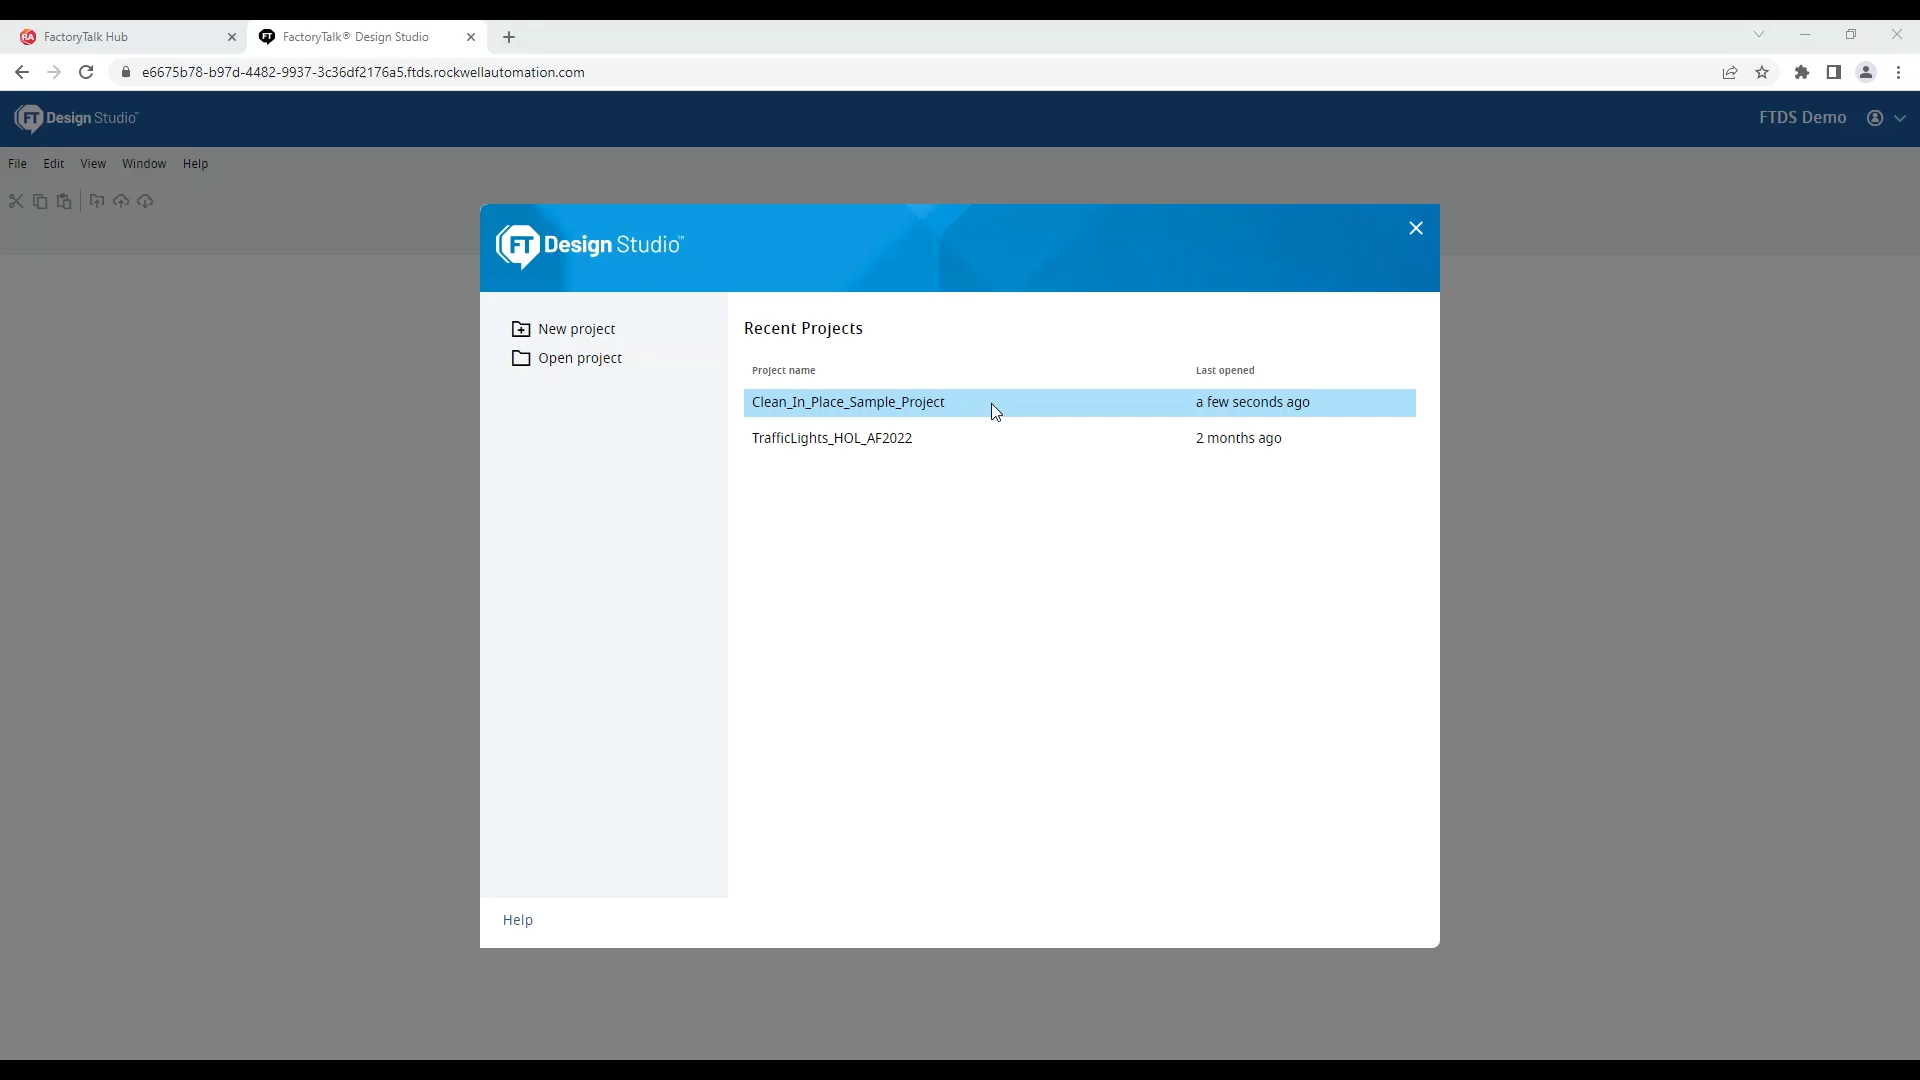 FactoryTalk Hub
FactoryTalk® Design Studio
e6675b78-b97d-4482-9937-3c36df2176a5.ftds.rockwellautomation.com
FT Design Studio™
FTDS Demo
File Edit View Window Help
FT Design Studio™
New project
Open project
Recent Projects
Project name Last opened
Clean_In_Place_Sample_Project a few seconds ago
TrafficLights_HOL_AF2022 2 months ago
Help